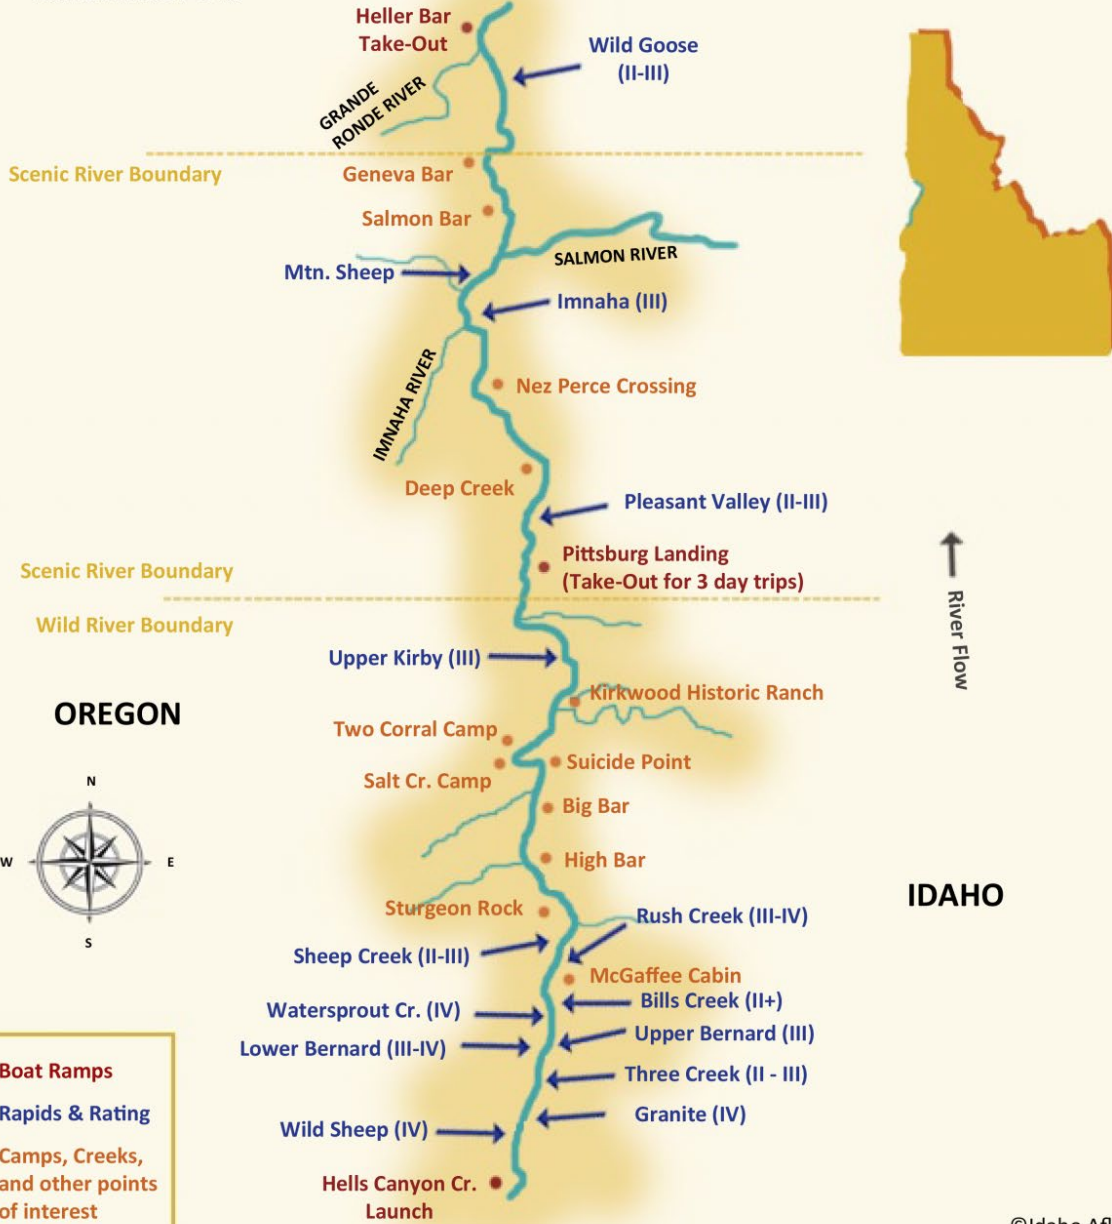 Heller Bar
Take-Out
Wild Goose
(II-III)
GRANDE
RONDE RIVER
Scenic River Boundary
Geneva Bar
Salmon Bar
SALMON RIVER
Mtn. Sheep
Imnaha (III)
IMNAHA RIVER
Nez Perce Crossing
Deep Creek
Pleasant Valley (II-III)
Pittsburg Landing
(Take-Out for 3 day trips)
Scenic River Boundary
Wild River Boundary
River Flow
Upper Kirby (III)
Kirkwood Historic Ranch
OREGON
Two Corral Camp
Suicide Point
Salt Cr. Camp
N
W
E
S
Big Bar
High Bar
IDAHO
Sturgeon Rock
Rush Creek (III-IV)
Sheep Creek (II-III)
McGaffee Cabin
Bills Creek (II+)
Watersprout Cr. (IV)
Upper Bernard (III)
Lower Bernard (III-IV)
Three Creek (II - III)
Granite (IV)
Wild Sheep (IV)
Hells Canyon Cr.
Launch
Boat Ramps
Rapids & Rating
Camps, Creeks,
and other points
of interest
©Idaho